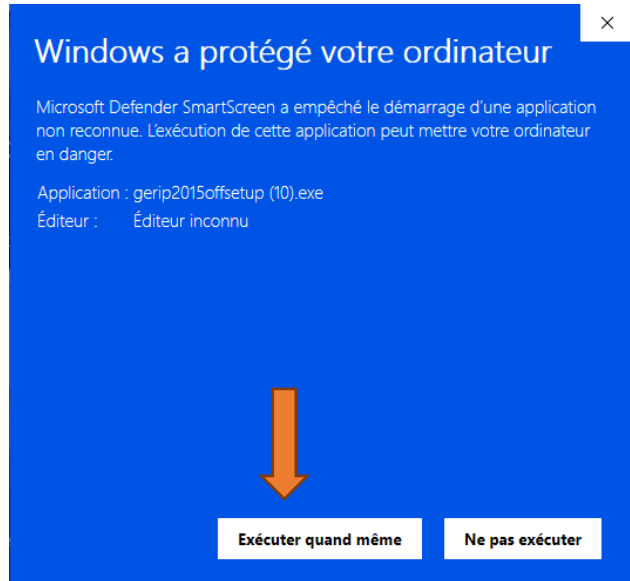 Windows a protégé votre ordinateur
Microsoft Defender SmartScreen a empêché le démarrage d'une application
non reconnue. L'exécution de cette application peut mettre votre ordinateur
en danger.
Application : gerip2015offsetup (10).exe
Éditeur : Éditeur inconnu
Exécuter quand même
Ne pas exécuter